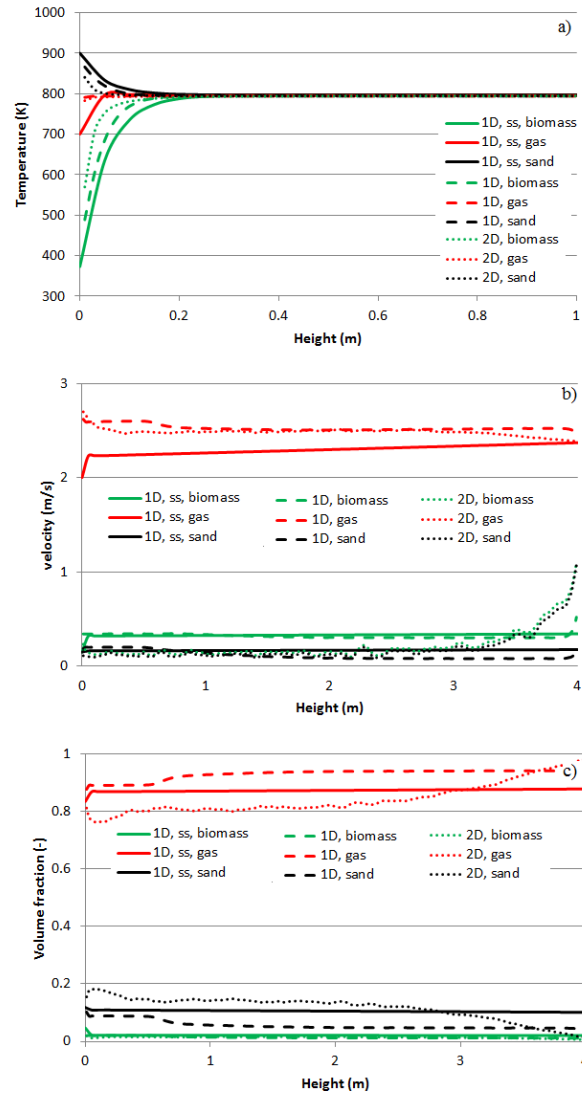 a)
1000
900
800
700
600
500
400
300
Temperature (K)
1D, ss, biomass
1D, ss, gas
1D, ss, sand
1D, biomass
1D, gas
1D, sand
2D, biomass
2D, gas
2D, sand
0 0.2 0.4 0.6 0.8 1
Height (m)
b)
3
2
1
0
velocity (m/s)
1D, ss, biomass 1D, biomass 2D, biomass
1D, ss, gas 1D, gas 2D, gas
1D, ss, sand 1D, sand 2D, sand
0 1 2 3 4
Height (m)
c)
1
0.8
0.6
0.4
0.2
0
Volume fraction (-)
1D, ss, biomass 1D, biomass 2D, biomass
1D, ss, gas 1D, gas 2D, gas
1D, ss, sand 1D, sand 2D, sand
0 1 2 3 4
Height (m)